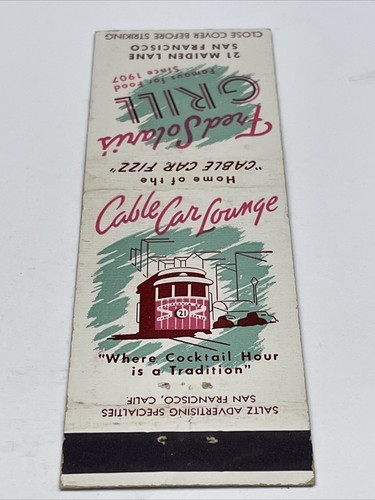 CLOSE COVER BEFORE STRIKING
21 MAIDEN LANE
SAN FRANCISCO
Famous for Food
Since 1907
Fred Solari's
GRILL
Home of the
"CABLE CAR FIZZ"
Cable Car Lounge
21
"Where Cocktail Hour
is a Tradition"
SALTZ ADVERTISING SPECIALTIES
SAN FRANCISCO, CALIF.